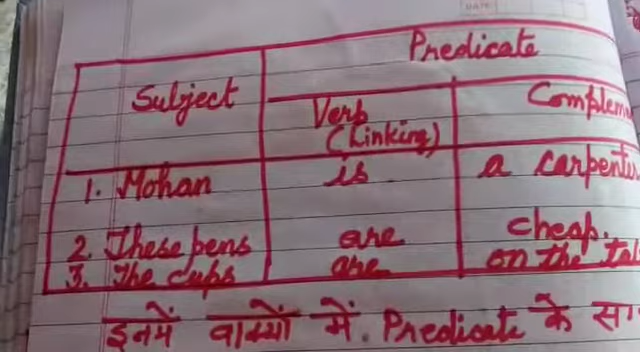 DATE
Predicate
Subject
Verb
(Linking)
1. Mohan is a
2. These pens are cheap.
3. The cups are on the
इनमें वाक्यों में. Predicate के